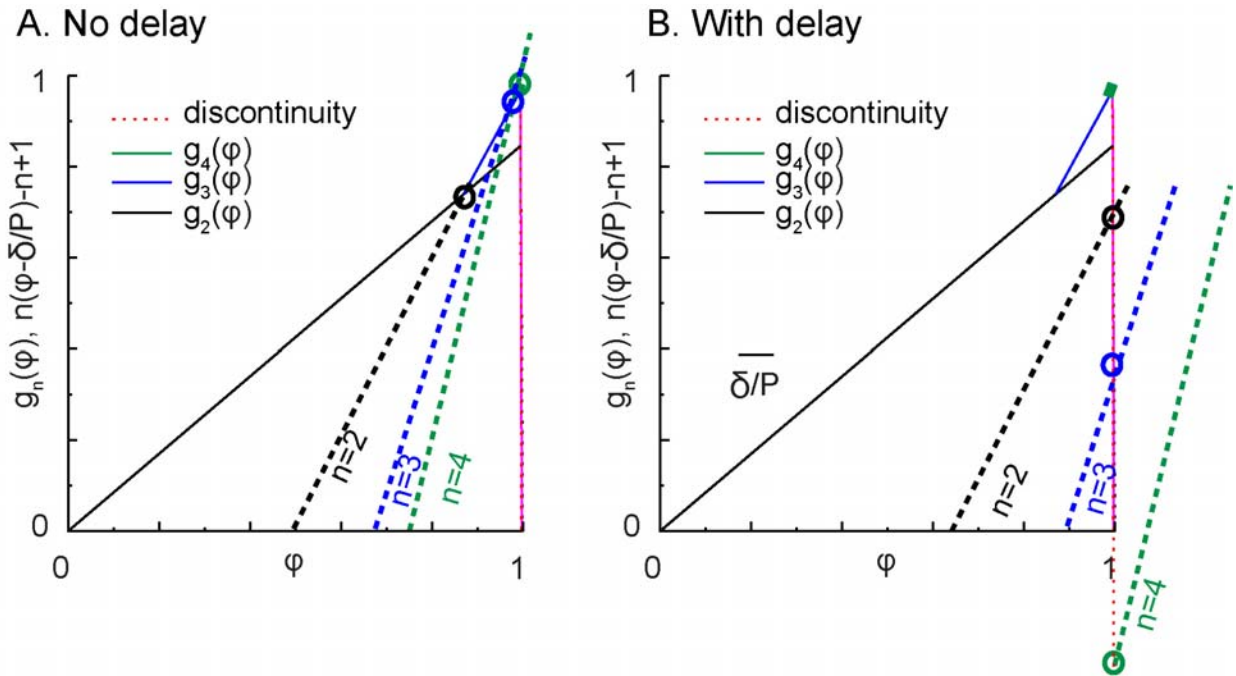 A. No delay
1
discontinuity
g₄(φ)
g₃(φ)
g₂(φ)
gₙ(φ), n(φ-δ/P)-n+1
n=2
n=3
n=4
0
0
φ
1
B. With delay
1
discontinuity
g₄(φ)
g₃(φ)
g₂(φ)
gₙ(φ), n(φ-δ/P)-n+1
δ/P
n=2
n=3
n=4
0
0
φ
1